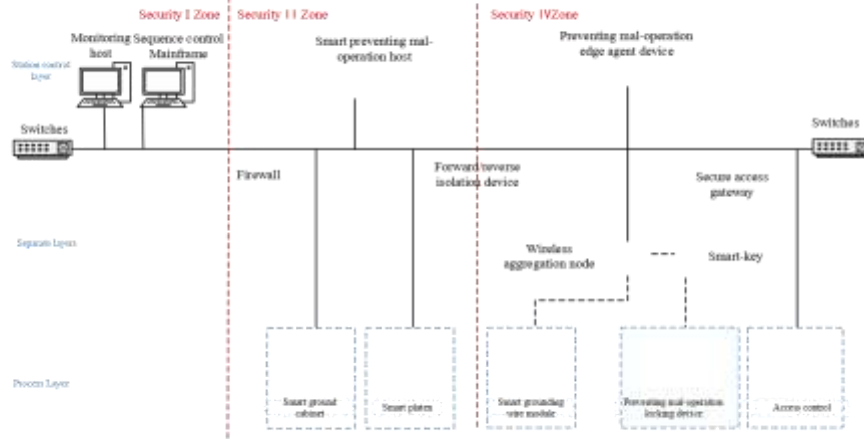 Security I Zone
Security II Zone
Security IVZone
Monitoring
host
Sequence control
Mainframe
Smart preventing mal-
operation host
Preventing mal-operation
edge agent device
Station control
layer
Switches
Switches
Firewall
Forward/reverse
isolation device
Secure access
gateway
Separate layers
Wireless
aggregation node
Smart-key
Process Layer
Smart ground
cabinet
Smart platen
Smart grounding
wire module
Preventing mal-operation
locking device
Access control